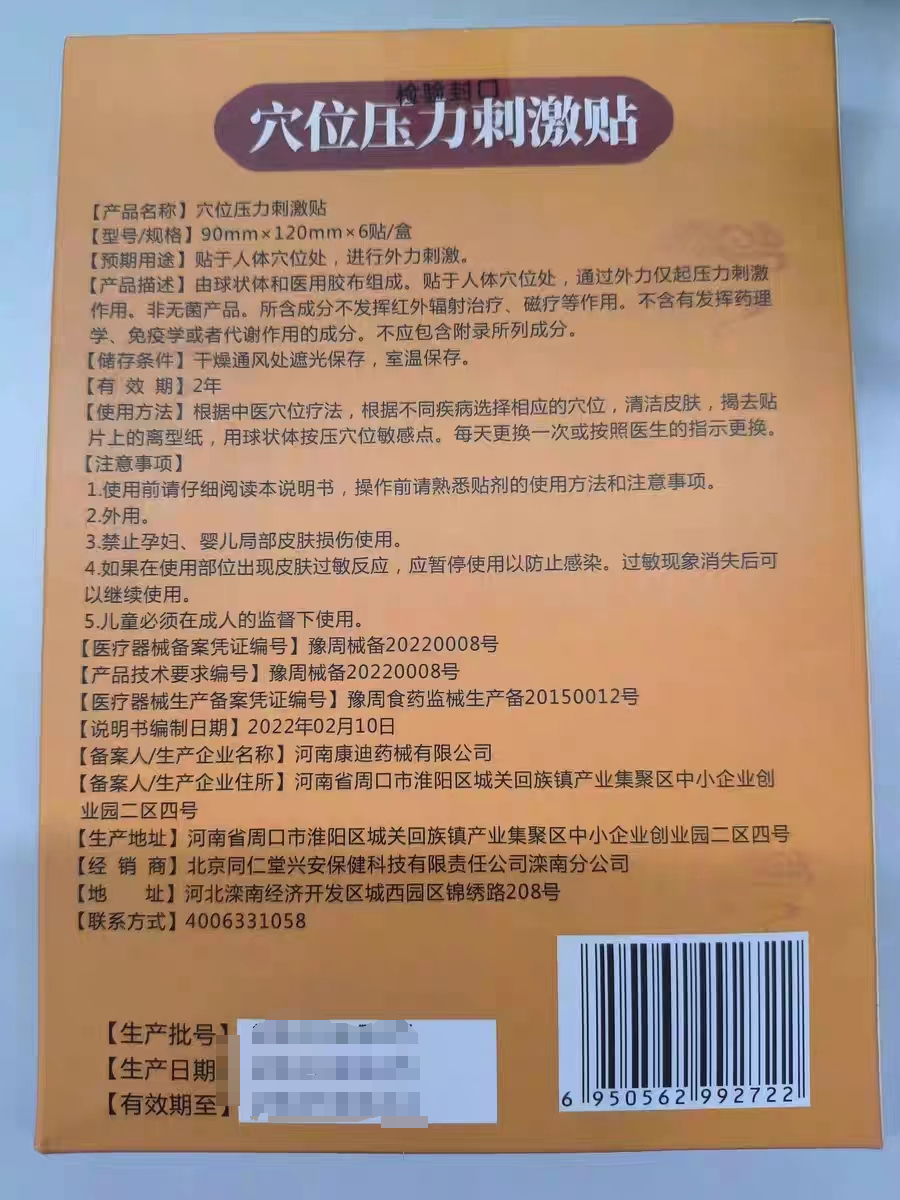 检验封口
穴位压力刺激贴
【产品名称】穴位压力刺激贴
【型号/规格】90mm×120mm×6贴/盒
【预期用途】贴于人体穴位处，进行外力刺激。
【产品描述】由球状体和医用胶布组成。贴于人体穴位处，通过外力仅起压力刺激
作用。非无菌产品。所含成分不发挥红外辐射治疗、磁疗等作用。不含有发挥药理
学、免疫学或者代谢作用的成分。不应包含附录所列成分。
【储存条件】干燥通风处遮光保存，室温保存。
【有 效 期】2年
【使用方法】根据中医穴位疗法，根据不同疾病选择相应的穴位，清洁皮肤，揭去贴
片上的离型纸，用球状体按压穴位敏感点。每天更换一次或按照医生的指示更换。
【注意事项】
1.使用前请仔细阅读本说明书，操作前请熟悉贴剂的使用方法和注意事项。
2.外用。
3.禁止孕妇、婴儿局部皮肤损伤使用。
4.如果在使用部位出现皮肤过敏反应，应暂停使用以防止感染。过敏现象消失后可
以继续使用。
5.儿童必须在成人的监督下使用。
【医疗器械备案凭证编号】豫周械备20220008号
【产品技术要求编号】豫周械备20220008号
【医疗器械生产备案凭证编号】豫周食药监械生产备20150012号
【说明书编制日期】2022年02月10日
【备案人/生产企业名称】河南康迪药械有限公司
【备案人/生产企业住所】河南省周口市淮阳区城关回族镇产业集聚区中小企业创
业园二区四号
【生产地址】河南省周口市淮阳区城关回族镇产业集聚区中小企业创业园二区四号
【经 销 商】北京同仁堂兴安保健科技有限责任公司滦南分公司
【地 址】河北滦南经济开发区城西园区锦绣路208号
【联系方式】4006331058
【生产批号】
【生产日期
【有效期至】
6 950562 992722